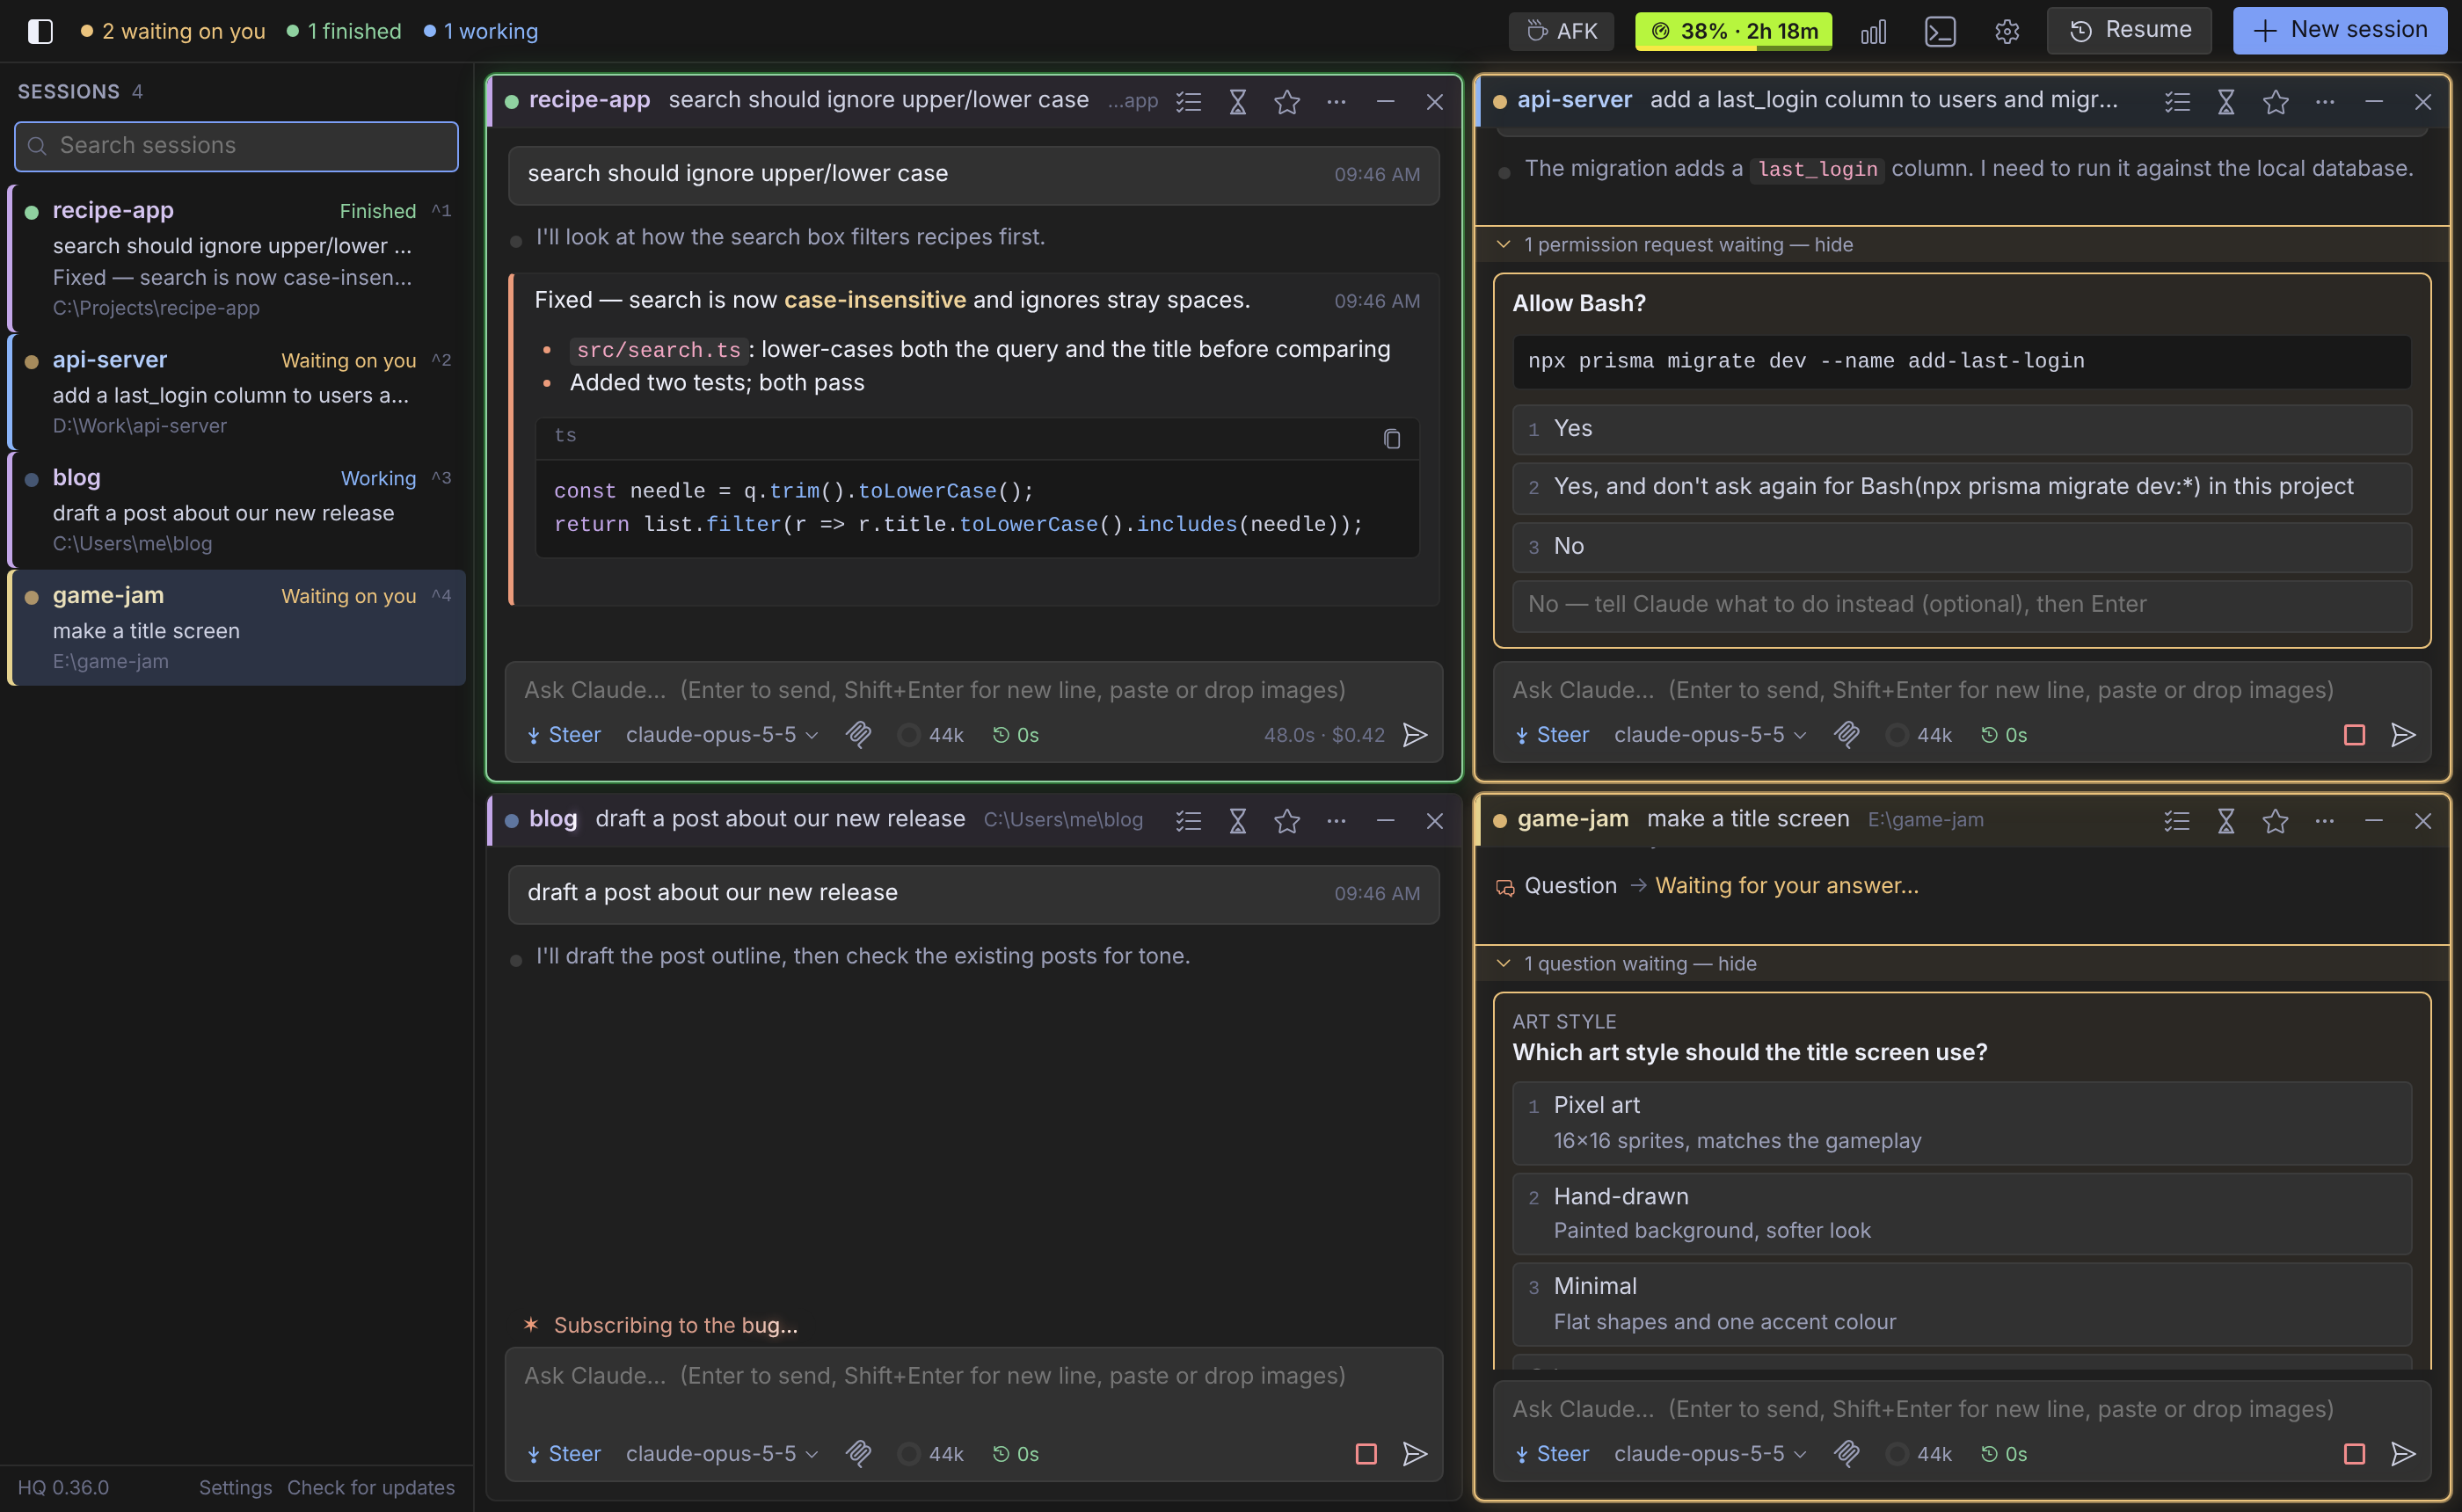 2 waiting on you 1 finished 1 working
AFK 38% · 2h 18m Resume New session
SESSIONS 4
Search sessions
recipe-app Finished ^1
search should ignore upper/lower ...
Fixed — search is now case-insen...
C:\Projects\recipe-app
api-server Waiting on you ^2
add a last_login column to users a...
D:\Work\api-server
blog Working ^3
draft a post about our new release
C:\Users\me\blog
game-jam Waiting on you ^4
make a title screen
E:\game-jam
HQ 0.36.0 Settings Check for updates
recipe-app search should ignore upper/lower case ...app
search should ignore upper/lower case 09:46 AM
I'll look at how the search box filters recipes first.
Fixed — search is now case-insensitive and ignores stray spaces. 09:46 AM
• src/search.ts: lower-cases both the query and the title before comparing
• Added two tests; both pass
ts
const needle = q.trim().toLowerCase();
return list.filter(r => r.title.toLowerCase().includes(needle));
Ask Claude... (Enter to send, Shift+Enter for new line, paste or drop images)
Steer claude-opus-5-5 44k 0s 48.0s · $0.42
api-server add a last_login column to users and migr...
The migration adds a last_login column. I need to run it against the local database.
1 permission request waiting — hide
Allow Bash?
npx prisma migrate dev --name add-last-login
1 Yes
2 Yes, and don't ask again for Bash(npx prisma migrate dev:*) in this project
3 No
No — tell Claude what to do instead (optional), then Enter
Ask Claude... (Enter to send, Shift+Enter for new line, paste or drop images)
Steer claude-opus-5-5 44k 0s
blog draft a post about our new release C:\Users\me\blog
draft a post about our new release 09:46 AM
I'll draft the post outline, then check the existing posts for tone.
Subscribing to the bug...
Ask Claude... (Enter to send, Shift+Enter for new line, paste or drop images)
Steer claude-opus-5-5 44k 0s
game-jam make a title screen E:\game-jam
Question → Waiting for your answer...
1 question waiting — hide
ART STYLE
Which art style should the title screen use?
1 Pixel art
16×16 sprites, matches the gameplay
2 Hand-drawn
Painted background, softer look
3 Minimal
Flat shapes and one accent colour
Ask Claude... (Enter to send, Shift+Enter for new line, paste or drop images)
Steer claude-opus-5-5 44k 0s